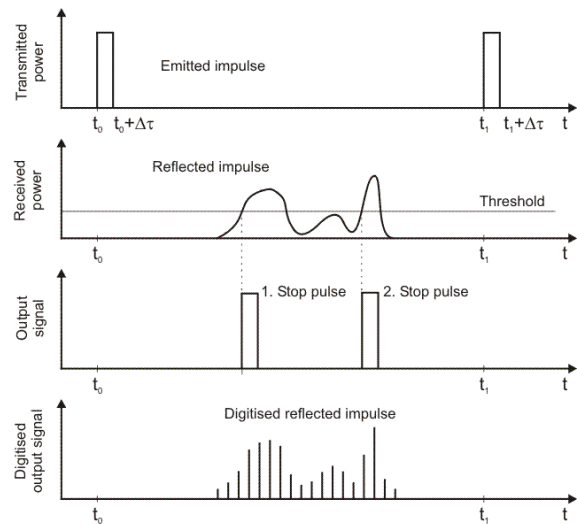 Transmitted
power
Emitted impulse
t0 t0+Δτ t1 t1+Δτ t
Received
power
Reflected impulse
Threshold
t0 t1 t
Output
signal
1. Stop pulse 2. Stop pulse
t0 t1 t
Digitised
output signal
Digitised reflected impulse
t0 t1 t